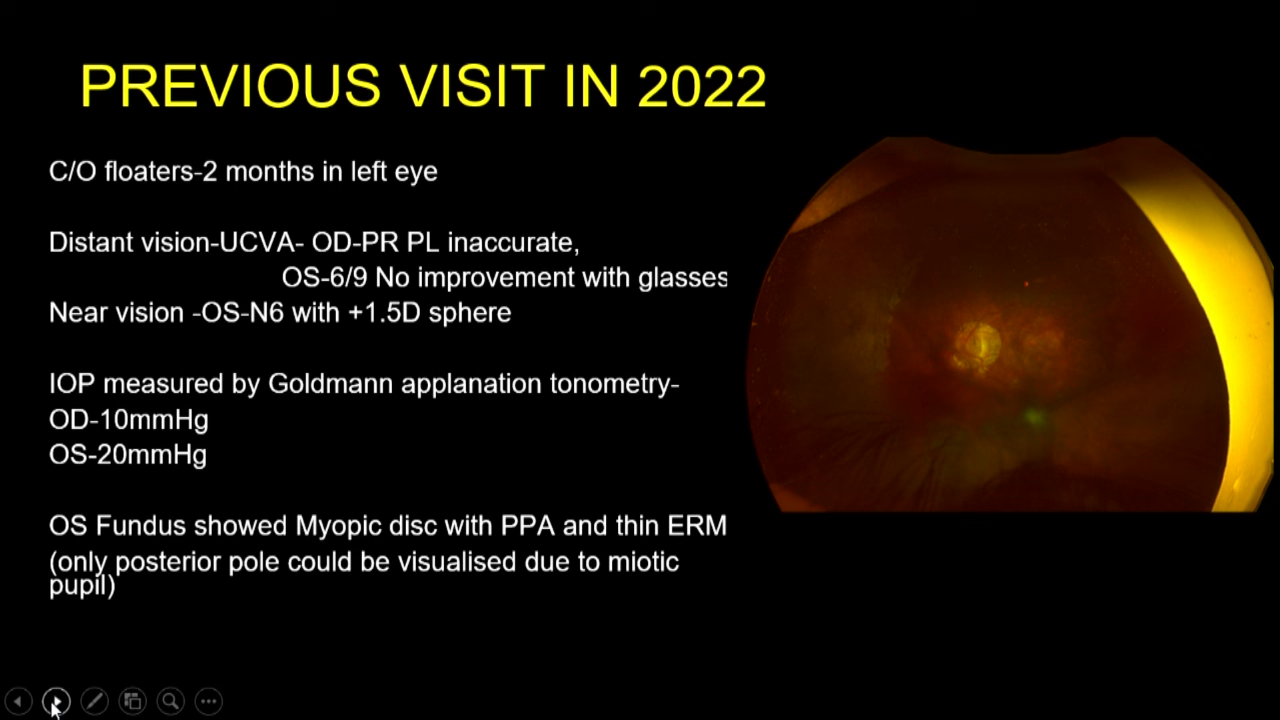 PREVIOUS VISIT IN 2022
C/O floaters-2 months in left eye
Distant vision-UCVA- OD-PR PL inaccurate,
OS-6/9 No improvement with glasses
Near vision -OS-N6 with +1.5D sphere
IOP measured by Goldmann applanation tonometry-
OD-10mmHg
OS-20mmHg
OS Fundus showed Myopic disc with PPA and thin ERM
(only posterior pole could be visualised due to miotic
pupil)